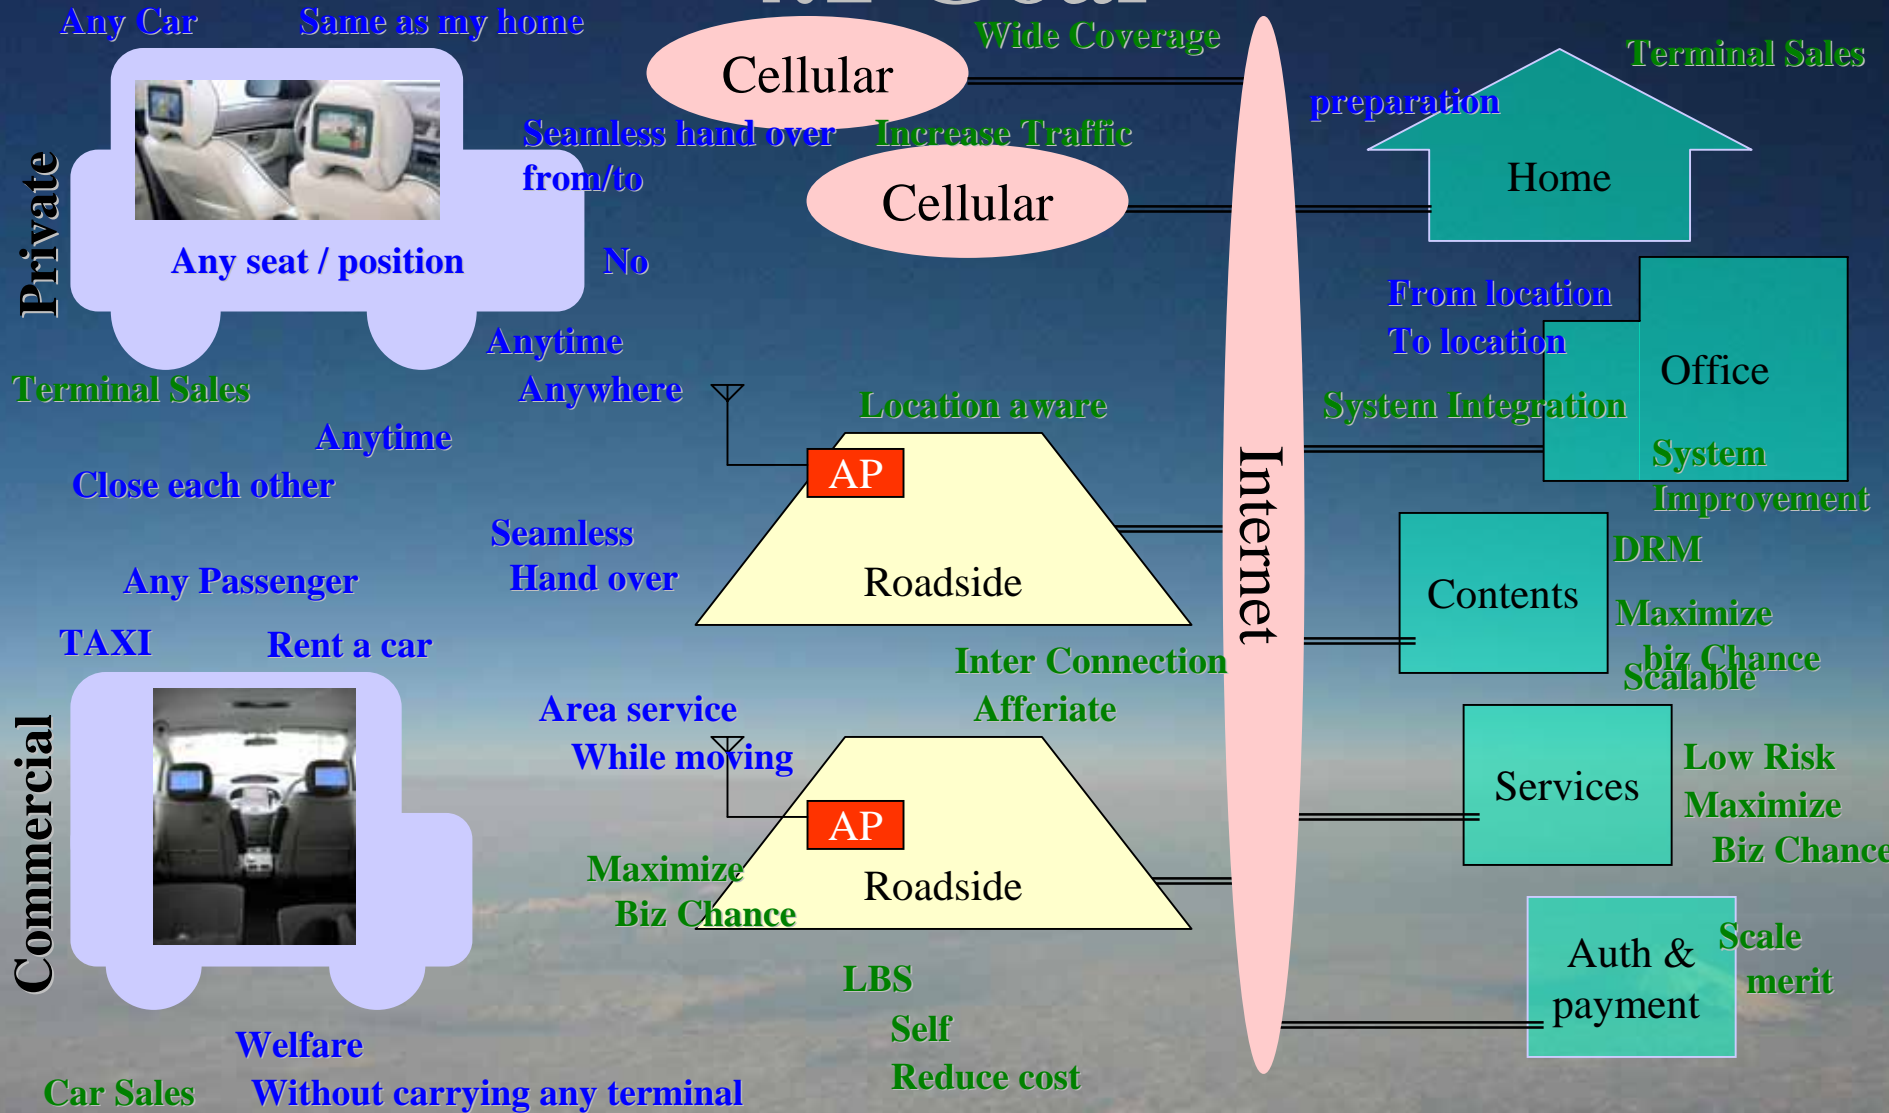 Any Car
Same as my home
Private
Any seat / position
Terminal Sales
Cellular
Wide Coverage
Seamless hand over
from/to
Increase Traffic
Cellular
No
Anytime
Anywhere
Anytime
Close each other
Any Passenger
TAXI
Rent a car
Commercial
Welfare
Car Sales
Without carrying any terminal
Location aware
AP
Seamless
Hand over
Roadside
Inter Connection
Afferiate
Area service
While moving
AP
Maximize
Biz Chance
Roadside
LBS
Self
Reduce cost
Internet
Terminal Sales
preparation
Home
From location
To location
Office
System Integration
System
Improvement
Contents
DRM
Maximize
biz Chance
Scalable
Services
Low Risk
Maximize
Biz Chance
Auth &
payment
Scale
merit